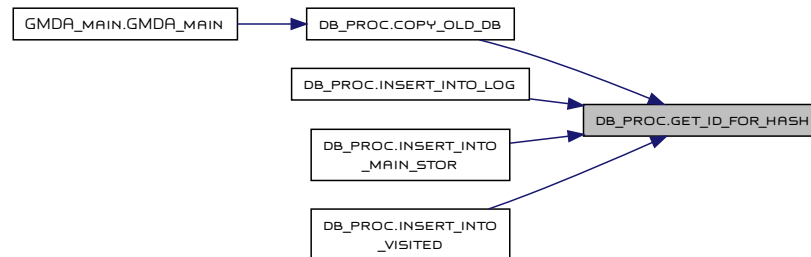 GMDA_MAIN.GMDA_MAIN
DB_PROC.COPY_OLD_DB
DB_PROC.INSERT_INTO_LOG
DB_PROC.GET_ID_FOR_HASH
DB_PROC.INSERT_INTO
_MAIN_STOR
DB_PROC.INSERT_INTO
_VISITED